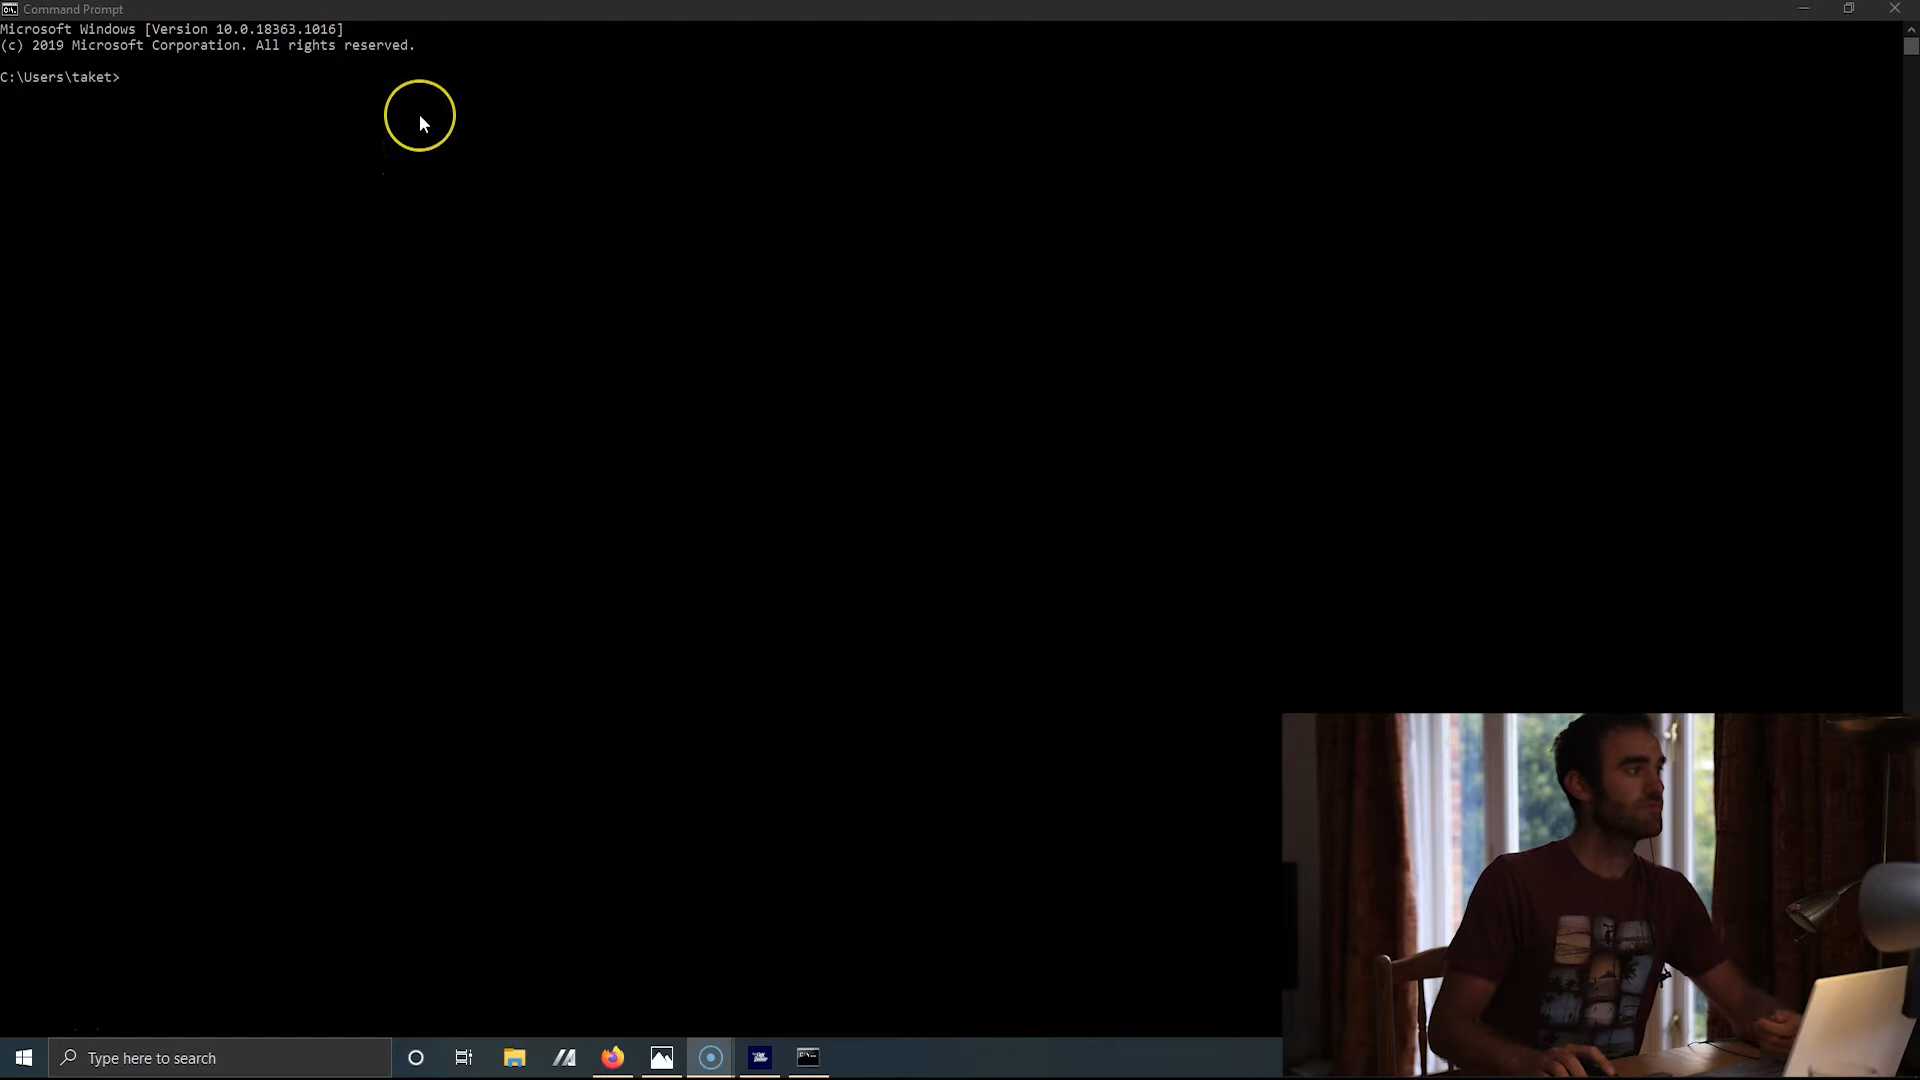 Command Prompt
Microsoft Windows [Version 10.0.18363.1016]
(c) 2019 Microsoft Corporation. All rights reserved.
C:\Users\taket>
Type here to search